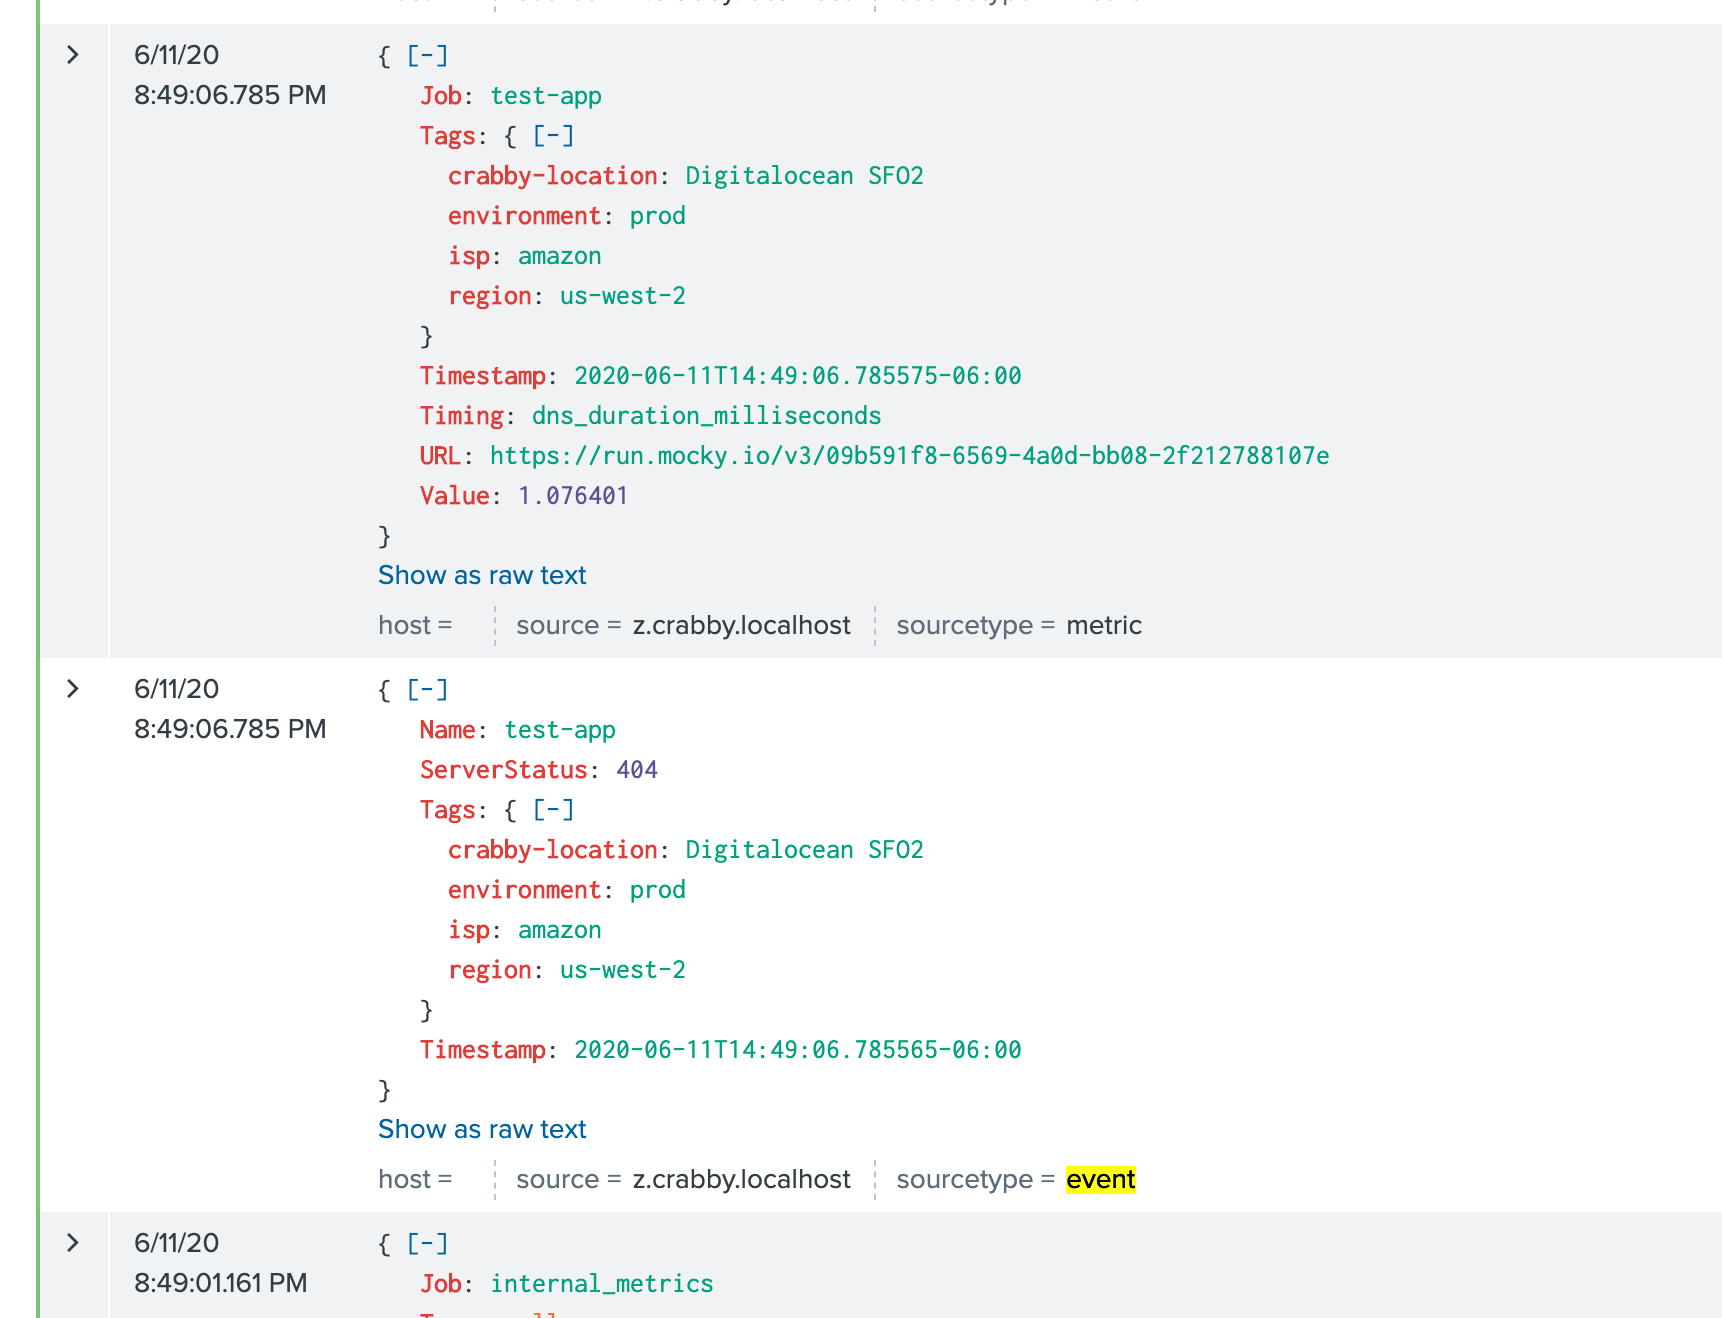 6/11/20
8:49:06.785 PM
{ [-]
Job: test-app
Tags: { [-]
crabby-location: Digitalocean SFO2
environment: prod
isp: amazon
region: us-west-2
}
Timestamp: 2020-06-11T14:49:06.785575-06:00
Timing: dns_duration_milliseconds
URL: https://run.mocky.io/v3/09b591f8-6569-4a0d-bb08-2f212788107e
Value: 1.076401
}
Show as raw text
host = source = z.crabby.localhost sourcetype = metric
6/11/20
8:49:06.785 PM
{ [-]
Name: test-app
ServerStatus: 404
Tags: { [-]
crabby-location: Digitalocean SFO2
environment: prod
isp: amazon
region: us-west-2
}
Timestamp: 2020-06-11T14:49:06.785565-06:00
}
Show as raw text
host = source = z.crabby.localhost sourcetype = event
6/11/20
8:49:01.161 PM
{ [-]
Job: internal_metrics